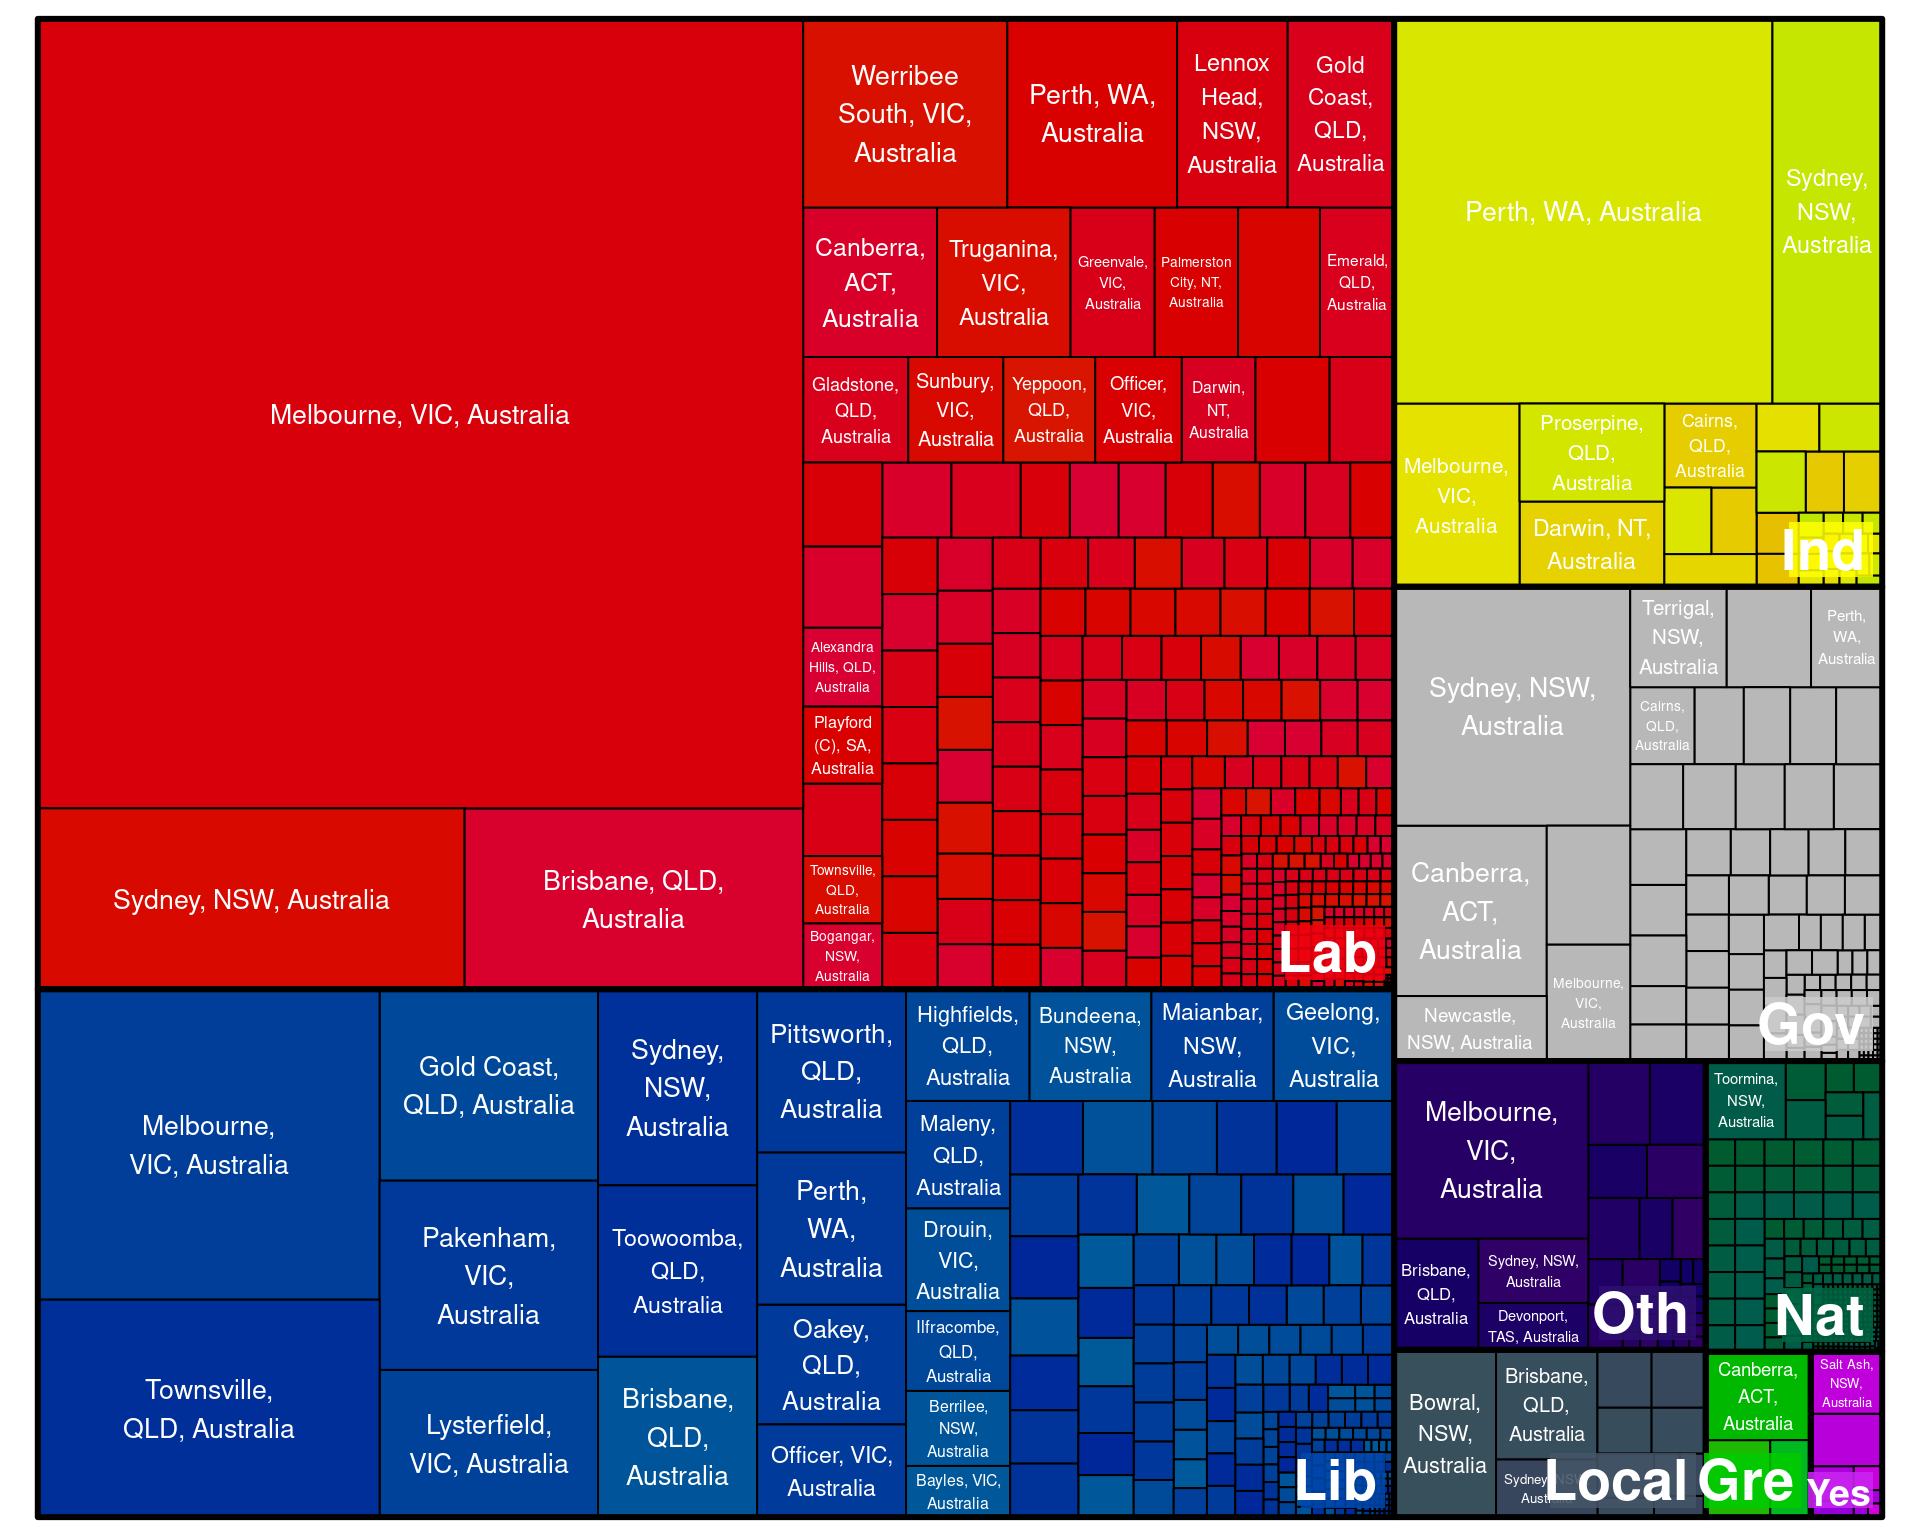 Melbourne, VIC, Australia
Sydney, NSW, Australia
Brisbane, QLD,
Australia
Werribee
South, VIC,
Australia
Perth, WA,
Australia
Lennox
Head,
NSW,
Australia
Gold
Coast,
QLD,
Australia
Canberra,
ACT,
Australia
Truganina,
VIC,
Australia
Greenvale,
VIC,
Australia
Palmerston
City, NT,
Australia
Emerald,
QLD,
Australia
Gladstone,
QLD,
Australia
Sunbury,
VIC,
Australia
Yeppoon,
QLD,
Australia
Officer,
VIC,
Australia
Darwin,
NT,
Australia
Alexandra
Hills, QLD,
Australia
Playford
(C), SA,
Australia
Townsville,
QLD,
Australia
Bogangar,
NSW,
Australia
Lab
Perth, WA, Australia
Sydney,
NSW,
Australia
Melbourne,
VIC,
Australia
Proserpine,
QLD,
Australia
Darwin, NT,
Australia
Cairns,
QLD,
Australia
Ind
Sydney, NSW,
Australia
Terrigal,
NSW,
Australia
Perth,
WA,
Australia
Cairns,
QLD,
Australia
Canberra,
ACT,
Australia
Newcastle,
NSW, Australia
Melbourne,
VIC,
Australia
Gov
Melbourne,
VIC, Australia
Townsville,
QLD, Australia
Gold Coast,
QLD, Australia
Pakenham,
VIC,
Australia
Lysterfield,
VIC, Australia
Sydney,
NSW,
Australia
Toowoomba,
QLD,
Australia
Brisbane,
QLD,
Australia
Pittsworth,
QLD,
Australia
Perth,
WA,
Australia
Oakey,
QLD,
Australia
Officer, VIC,
Australia
Highfields,
QLD,
Australia
Bundeena,
NSW,
Australia
Maianbar,
NSW,
Australia
Geelong,
VIC,
Australia
Maleny,
QLD,
Australia
Drouin,
VIC,
Australia
Ilfracombe,
QLD,
Australia
Berrilee,
NSW,
Australia
Bayles, VIC,
Australia
Lib
Melbourne,
VIC,
Australia
Brisbane,
QLD,
Australia
Sydney, NSW,
Australia
Devonport,
TAS, Australia
Oth
Toormina,
NSW,
Australia
Nat
Bowral,
NSW,
Australia
Brisbane,
QLD,
Australia
Sydney, NSW,
Australia
Local
Canberra,
ACT,
Australia
Gre
Salt Ash,
NSW,
Australia
Yes